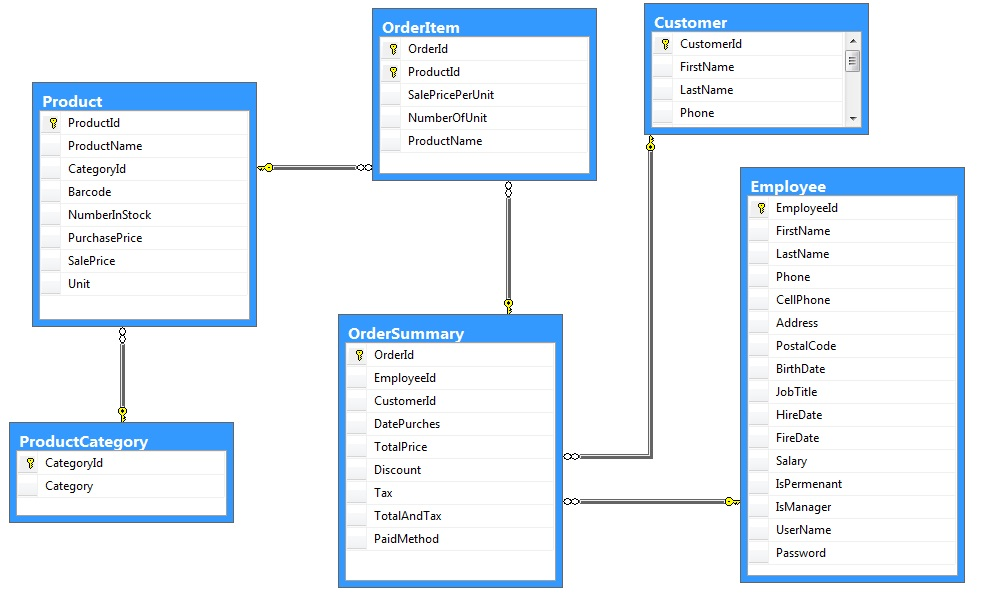 OrderItem
OrderId
ProductId
SalePricePerUnit
NumberOfUnit
ProductName
Customer
CustomerId
FirstName
LastName
Phone
Product
ProductId
ProductName
CategoryId
Barcode
NumberInStock
PurchasePrice
SalePrice
Unit
Employee
EmployeeId
FirstName
LastName
Phone
CellPhone
Address
PostalCode
BirthDate
JobTitle
HireDate
FireDate
Salary
IsPermenant
IsManager
UserName
Password
OrderSummary
OrderId
EmployeeId
CustomerId
DatePurches
TotalPrice
Discount
Tax
TotalAndTax
PaidMethod
ProductCategory
CategoryId
Category